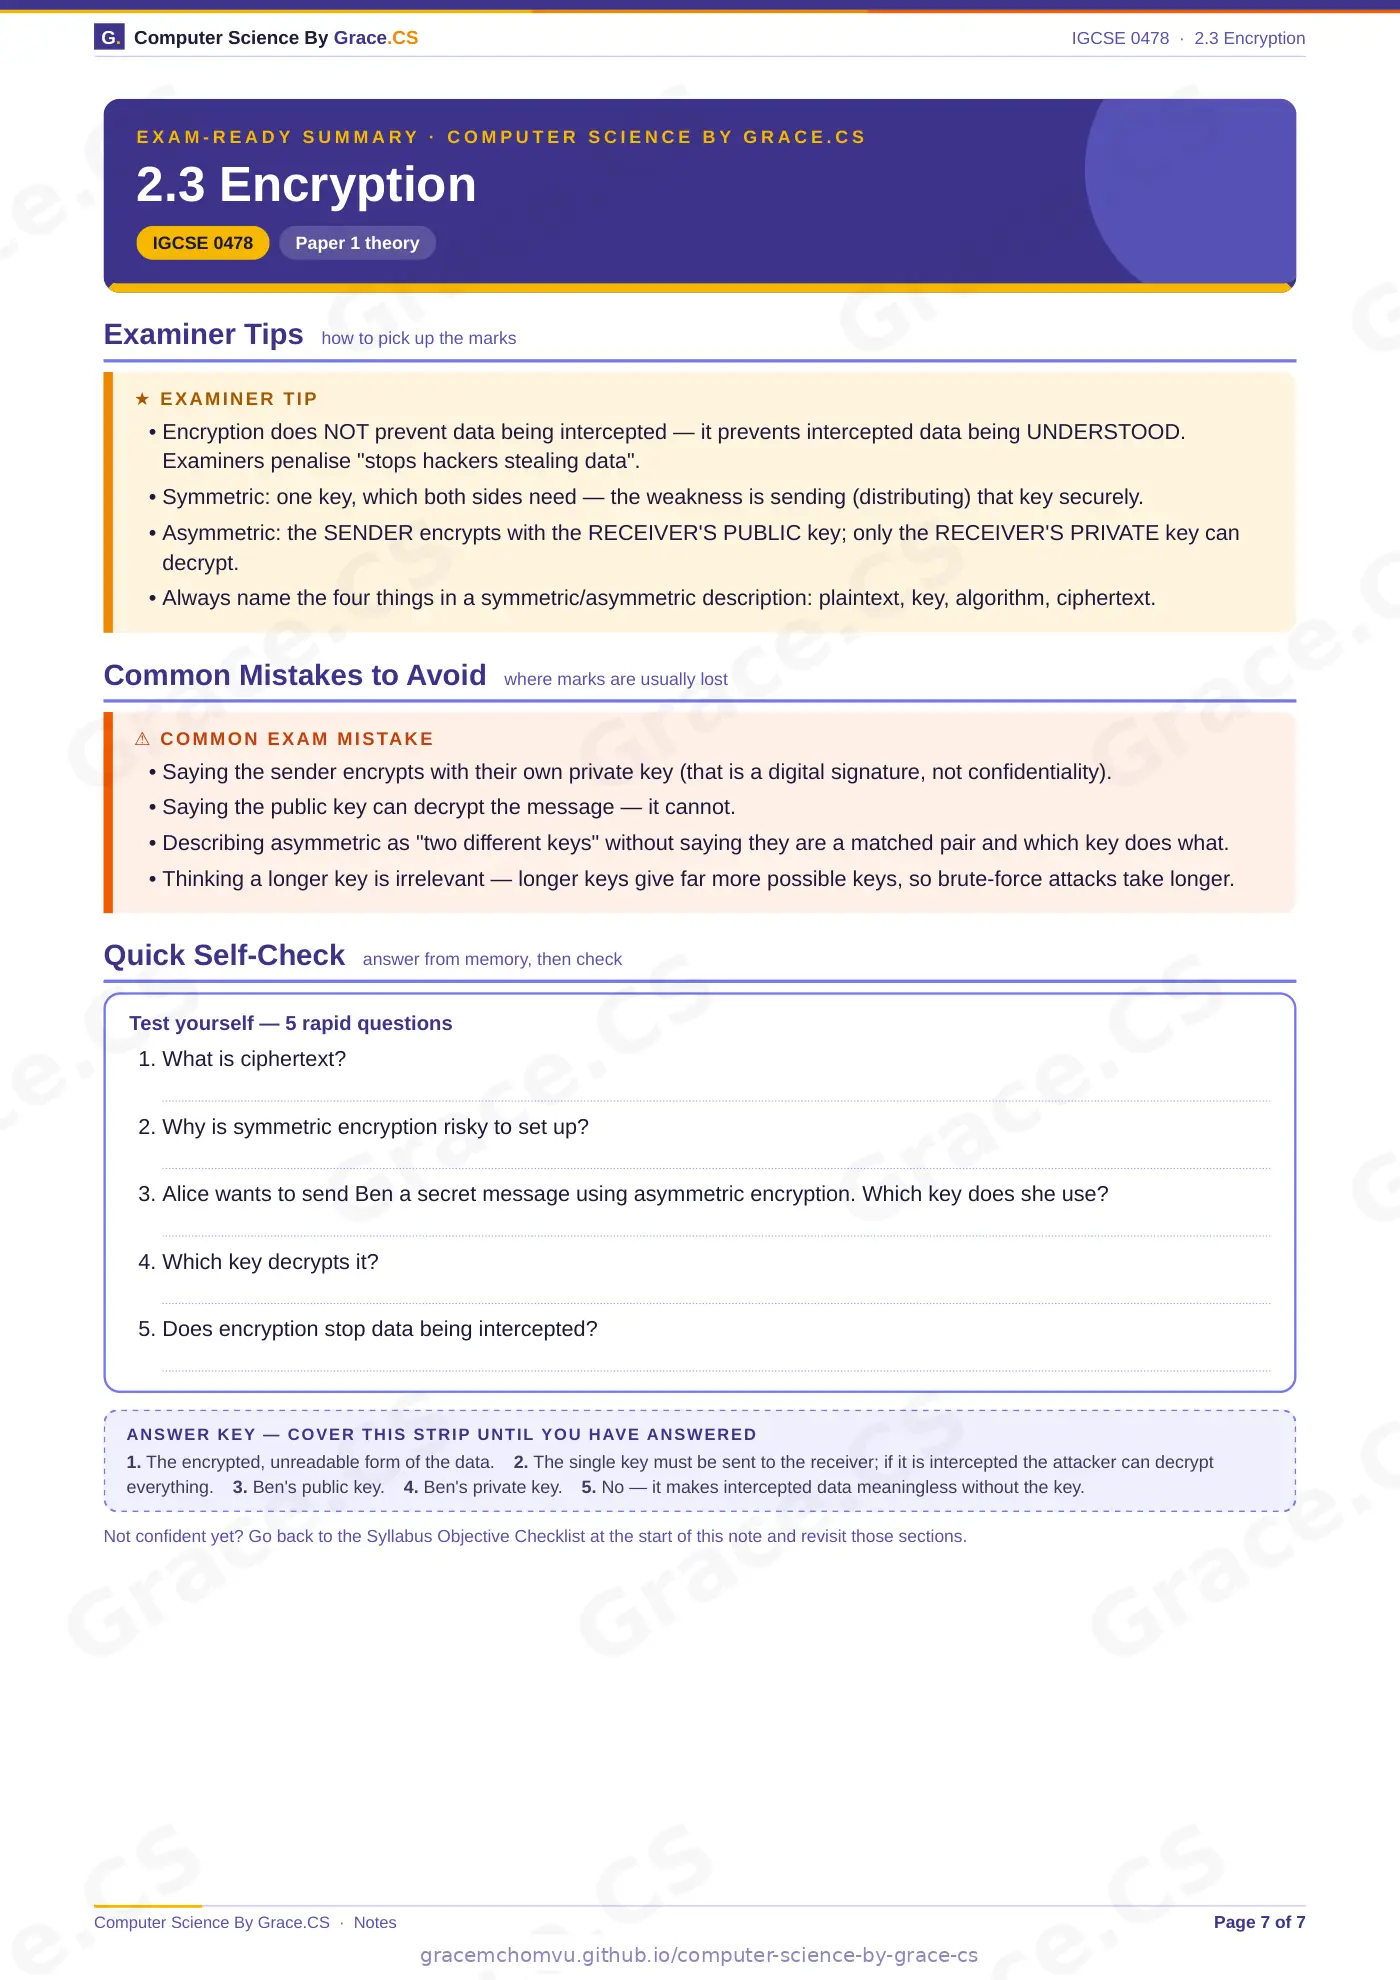 G. Computer Science By Grace.CS
IGCSE 0478 · 2.3 Encryption
EXAM-READY SUMMARY · COMPUTER SCIENCE BY GRACE.CS
2.3 Encryption
IGCSE 0478 Paper 1 theory
Examiner Tips how to pick up the marks
★ EXAMINER TIP
• Encryption does NOT prevent data being intercepted — it prevents intercepted data being UNDERSTOOD.
Examiners penalise "stops hackers stealing data".
• Symmetric: one key, which both sides need — the weakness is sending (distributing) that key securely.
• Asymmetric: the SENDER encrypts with the RECEIVER'S PUBLIC key; only the RECEIVER'S PRIVATE key can
decrypt.
• Always name the four things in a symmetric/asymmetric description: plaintext, key, algorithm, ciphertext.
Common Mistakes to Avoid where marks are usually lost
⚠ COMMON EXAM MISTAKE
• Saying the sender encrypts with their own private key (that is a digital signature, not confidentiality).
• Saying the public key can decrypt the message — it cannot.
• Describing asymmetric as "two different keys" without saying they are a matched pair and which key does what.
• Thinking a longer key is irrelevant — longer keys give far more possible keys, so brute-force attacks take longer.
Quick Self-Check answer from memory, then check
Test yourself — 5 rapid questions
1. What is ciphertext?
2. Why is symmetric encryption risky to set up?
3. Alice wants to send Ben a secret message using asymmetric encryption. Which key does she use?
4. Which key decrypts it?
5. Does encryption stop data being intercepted?
ANSWER KEY — COVER THIS STRIP UNTIL YOU HAVE ANSWERED
1. The encrypted, unreadable form of the data. 2. The single key must be sent to the receiver; if it is intercepted the attacker can decrypt
everything. 3. Ben's public key. 4. Ben's private key. 5. No — it makes intercepted data meaningless without the key.
Not confident yet? Go back to the Syllabus Objective Checklist at the start of this note and revisit those sections.
Computer Science By Grace.CS · Notes
Page 7 of 7
gracemchomvu.github.io/computer-science-by-grace-cs